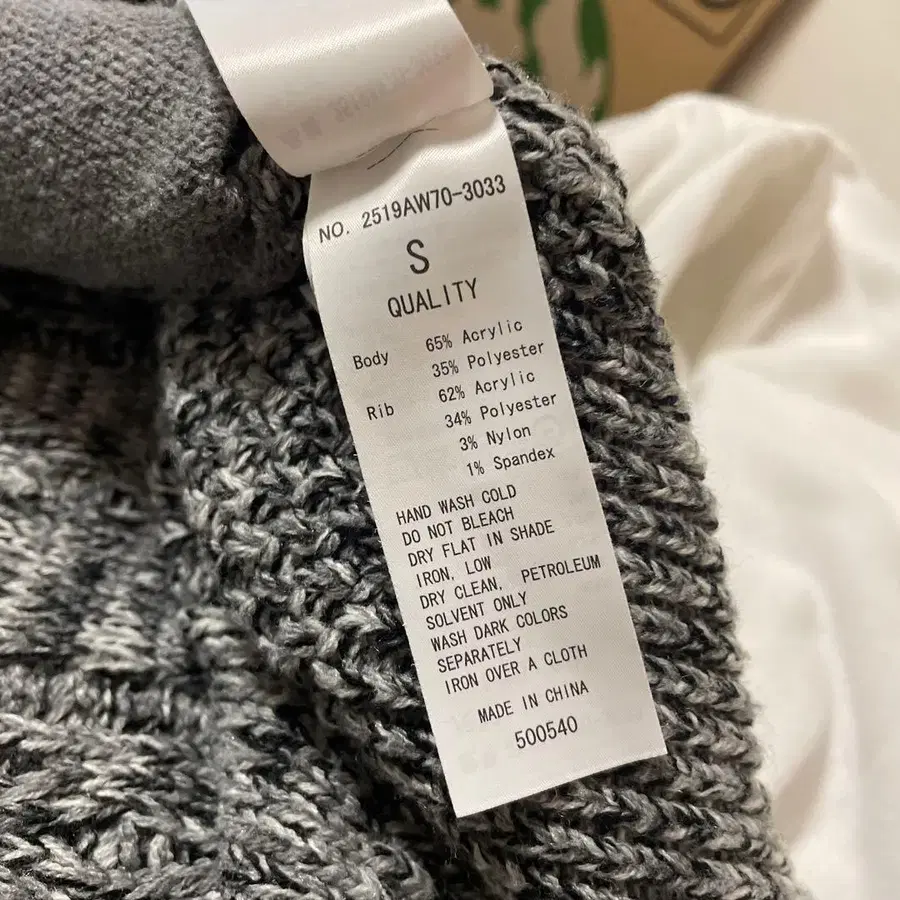 NO. 2519AW70-3033
S
QUALITY
Body 65% Acrylic
35% Polyester
Rib 62% Acrylic
34% Polyester
3% Nylon
1% Spandex
HAND WASH COLD
DO NOT BLEACH
DRY FLAT IN SHADE
IRON, LOW
DRY CLEAN, PETROLEUM
SOLVENT ONLY
WASH DARK COLORS
SEPARATELY
IRON OVER A CLOTH
MADE IN CHINA
500540